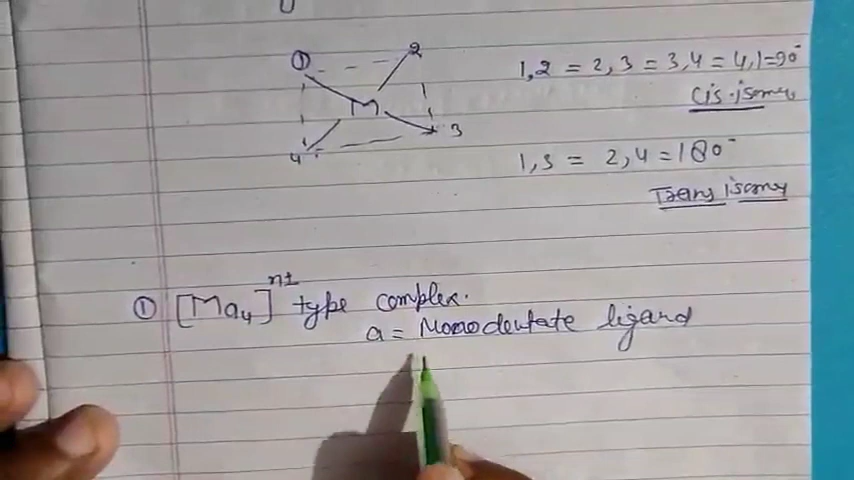 ① 2
1,2 = 2,3 = 3,4 = 4,1=90°
M
Cis-isomer
3
4
1,3 = 2,4 = 180°
Trans isomer
① [Ma4]n± type complex.
a = Monodentate ligand